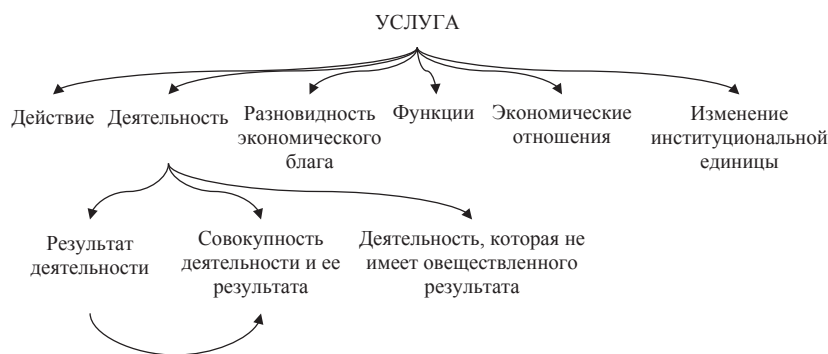 УСЛУГА
Действие
Деятельность
Разновидность
экономического
блага
Функции
Экономические
отношения
Изменение
институциональной
единицы
Результат
деятельности
Совокупность
деятельности и ее
результата
Деятельность, которая не
имеет овеществленного
результата